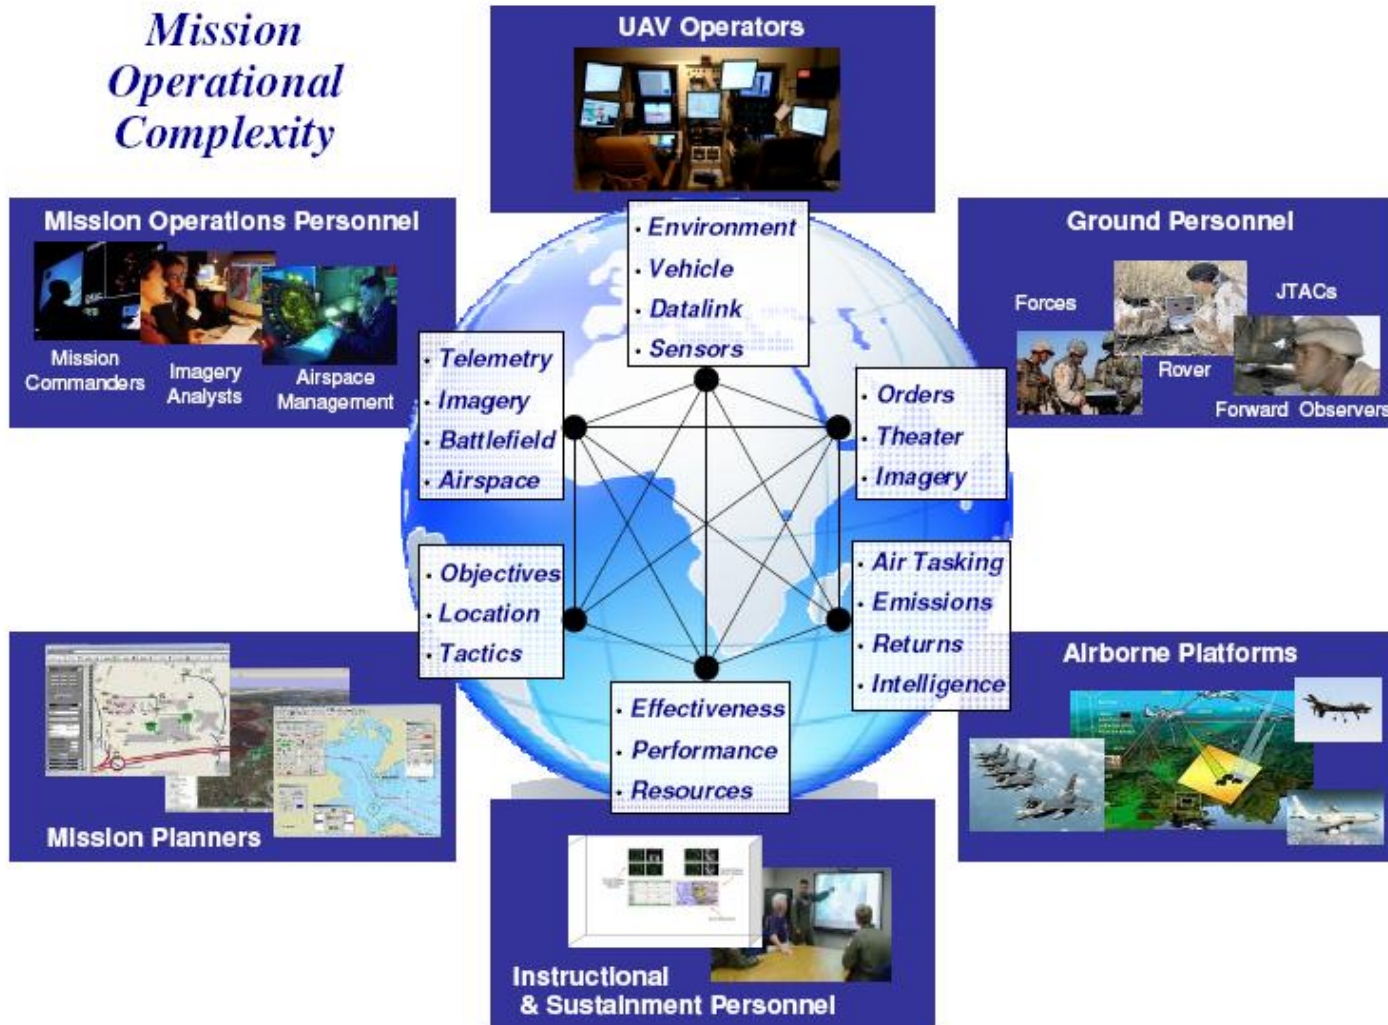 Mission
Operational
Complexity
UAV Operators
Mission Operations Personnel
Mission
Commanders
Imagery
Analysts
Airspace
Management
Ground Personnel
Forces
Rover
JTACs
Forward Observers
• Environment
• Vehicle
• Datalink
• Sensors
• Telemetry
• Imagery
• Battlefield
• Airspace
• Orders
• Theater
• Imagery
• Objectives
• Location
• Tactics
• Air Tasking
• Emissions
• Returns
• Intelligence
• Effectiveness
• Performance
• Resources
Mission Planners
Airborne Platforms
Instructional
& Sustainment Personnel